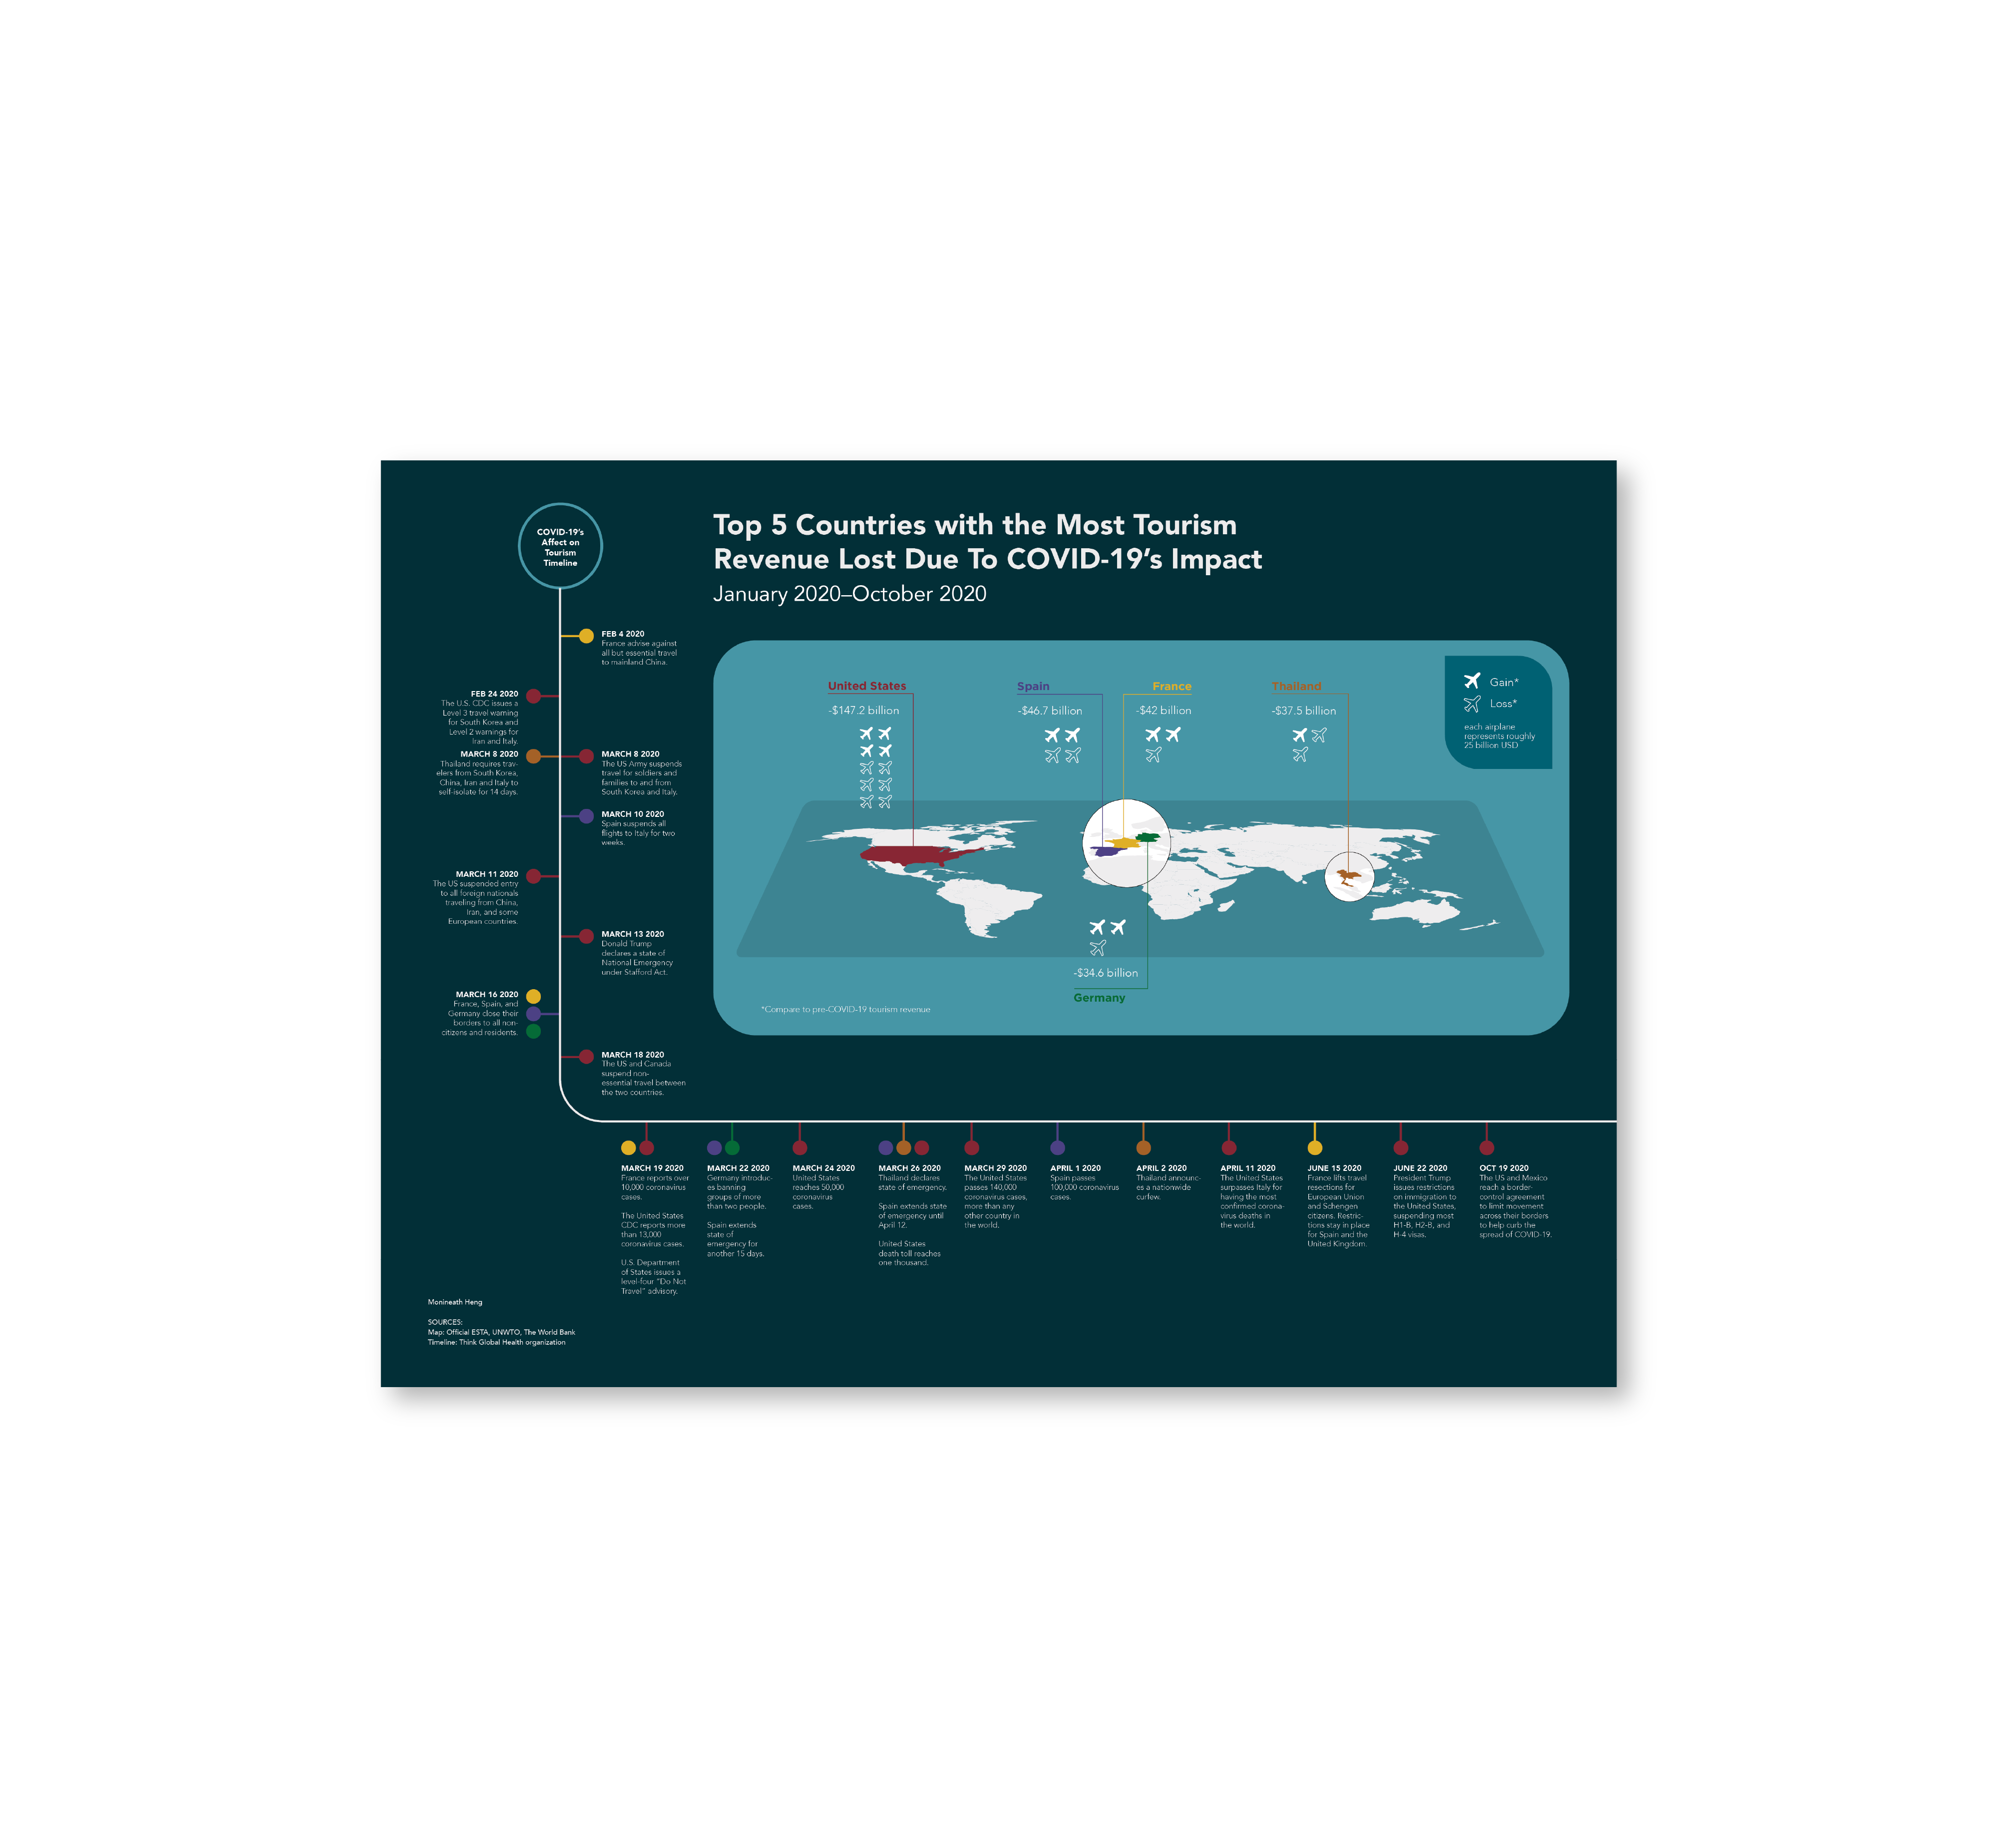 COVID-19's
Affect on
Tourism
Timeline
Top 5 Countries with the Most Tourism
Revenue Lost Due To COVID-19's Impact
January 2020–October 2020
FEB 4 2020
France advise against
all but essential travel
to mainland China.
FEB 24 2020
The U.S. CDC issues a
Level 3 travel warning
for South Korea and
Level 2 warnings for
Iran and Italy.
MARCH 8 2020
Thailand requires trav-
elers from South Korea,
China, Iran and Italy to
self-isolate for 14 days.
MARCH 8 2020
The US Army suspends
travel for soldiers and
families to and from
South Korea and Italy.
MARCH 10 2020
Spain suspends all
flights to Italy for two
weeks.
MARCH 11 2020
The US suspended entry
to all foreign nationals
traveling from China,
Iran, and some
European countries.
MARCH 13 2020
Donald Trump
declares a state of
National Emergency
under Stafford Act.
MARCH 16 2020
France, Spain, and
Germany close their
borders to all non-
citizens and residents.
MARCH 18 2020
The US and Canada
suspend non-
essential travel between
the two countries.
United States
-$147.2 billion
Spain
-$46.7 billion
France
-$42 billion
Thailand
-$37.5 billion
Gain*
Loss*
each airplane
represents roughly
25 billion USD
-$34.6 billion
Germany
*Compare to pre-COVID-19 tourism revenue
MARCH 19 2020
France reports over
10,000 coronavirus
cases.
The United States
CDC reports more
than 13,000
coronavirus cases.
U.S. Department
of States issues a
level-four "Do Not
Travel" advisory.
MARCH 22 2020
Germany introduc-
es banning
groups of more
than two people.
Spain extends
state of
emergency for
another 15 days.
MARCH 24 2020
United States
reaches 50,000
coronavirus
cases.
MARCH 26 2020
Thailand declares
state of emergency.
Spain extends state
of emergency until
April 12.
United States
death toll reaches
one thousand.
MARCH 29 2020
The United States
passes 140,000
coronavirus cases,
more than any
other country in
the world.
APRIL 1 2020
Spain passes
100,000 coronavirus
cases.
APRIL 2 2020
Thailand announc-
es a nationwide
curfew.
APRIL 11 2020
The United States
surpasses Italy for
having the most
confirmed corona-
virus deaths in
the world.
JUNE 15 2020
France lifts travel
resections for
European Union
and Schengen
citizens. Restric-
tions stay in place
for Spain and the
United Kingdom.
JUNE 22 2020
President Trump
issues restrictions
on immigration to
the United States,
suspending most
H1-B, H2-B, and
H-4 visas.
OCT 19 2020
The US and Mexico
reach a border-
control agreement
to limit movement
across their borders
to help curb the
spread of COVID-19.
Monineath Heng
SOURCES:
Map: Official ESTA, UNWTO, The World Bank
Timeline: Think Global Health organization